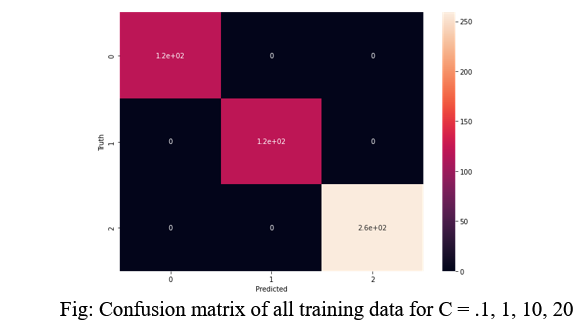 1.2e+02 0 0
0 1.2e+02 0
0 0 2.6e+02
0
1
2
Truth
0 1 2
Predicted
250
200
150
100
50
0
Fig: Confusion matrix of all training data for C = .1, 1, 10, 20